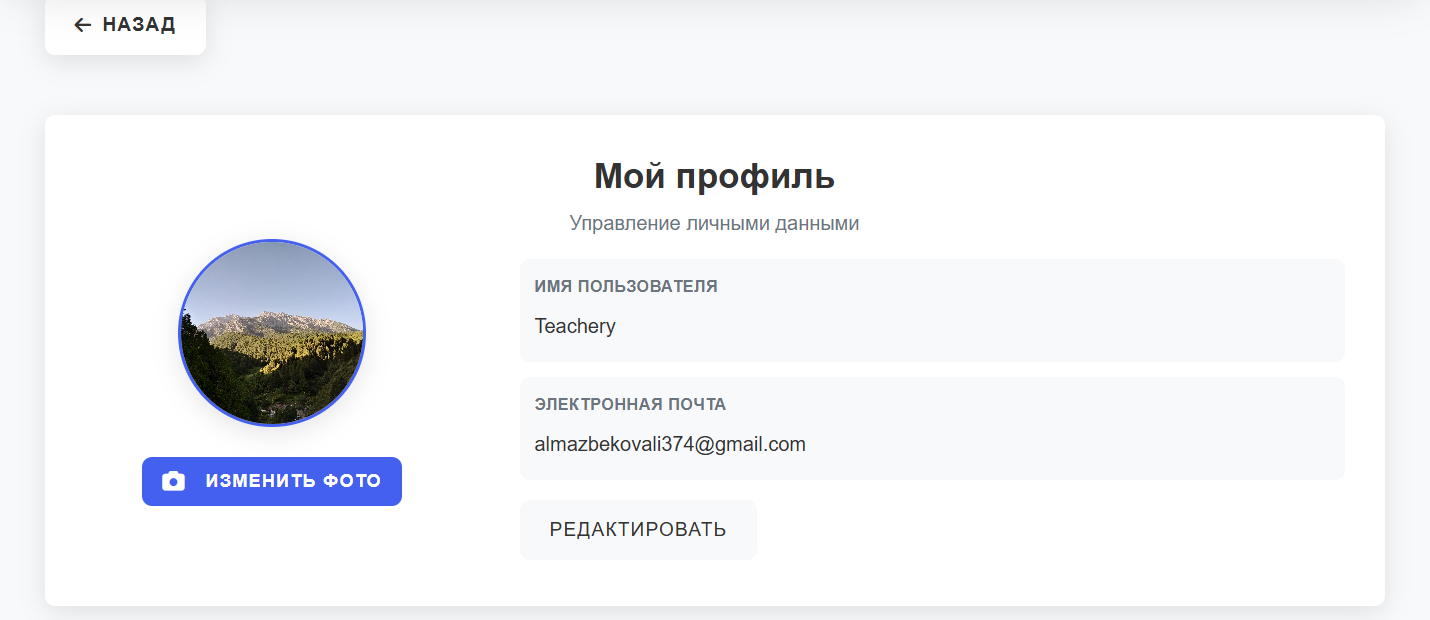 НАЗАД
Мой профиль
Управление личными данными
ИМЯ ПОЛЬЗОВАТЕЛЯ
Teachery
ЭЛЕКТРОННАЯ ПОЧТА
almazbekovali374@gmail.com
ИЗМЕНИТЬ ФОТО
РЕДАКТИРОВАТЬ